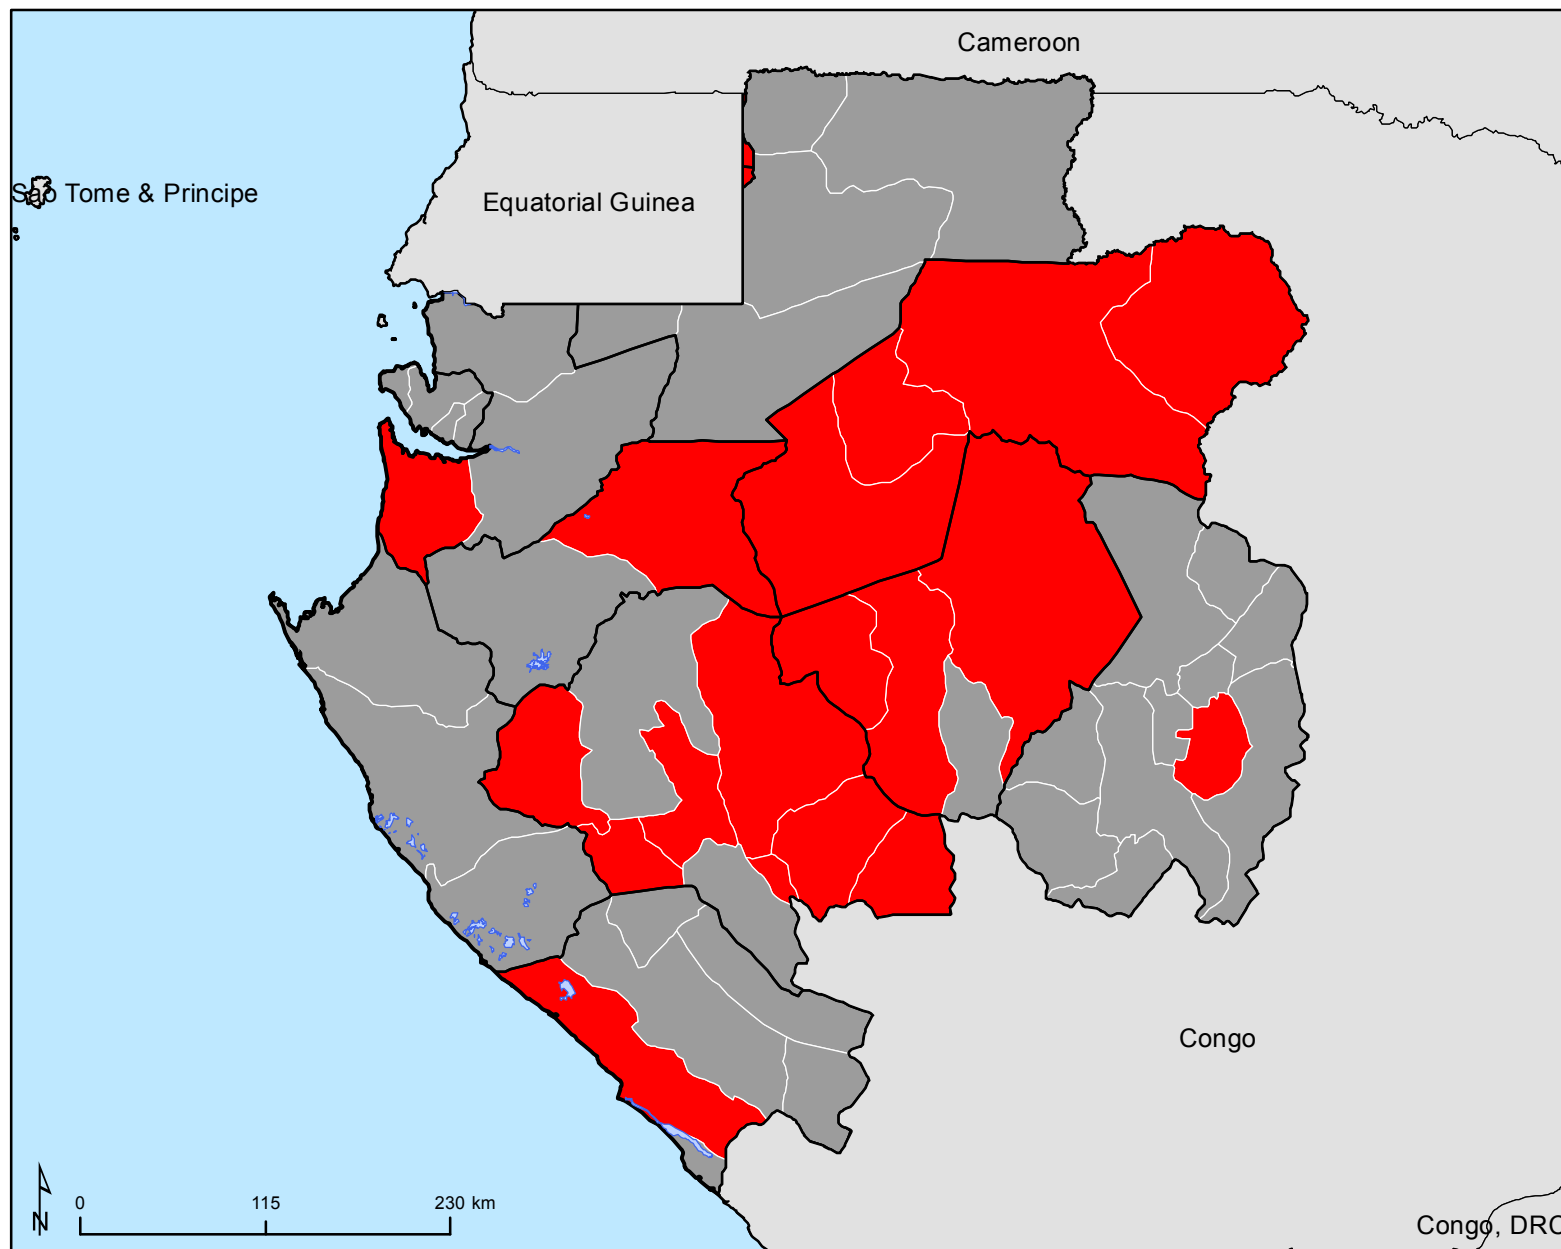 Cameroon
Sao Tome & Principe
Equatorial Guinea
Congo
0 115 230 km
N
Congo, DRC